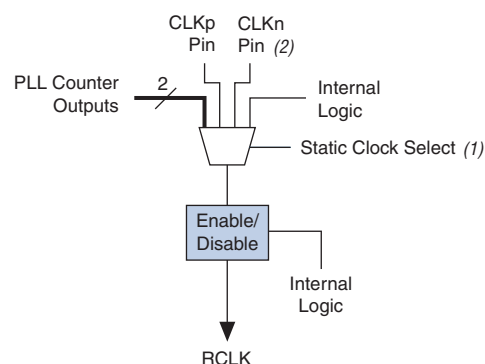 CLKp
Pin
CLKn
Pin (2)
PLL Counter
Outputs
2
Internal
Logic
Static Clock Select (1)
Enable/
Disable
Internal
Logic
RCLK